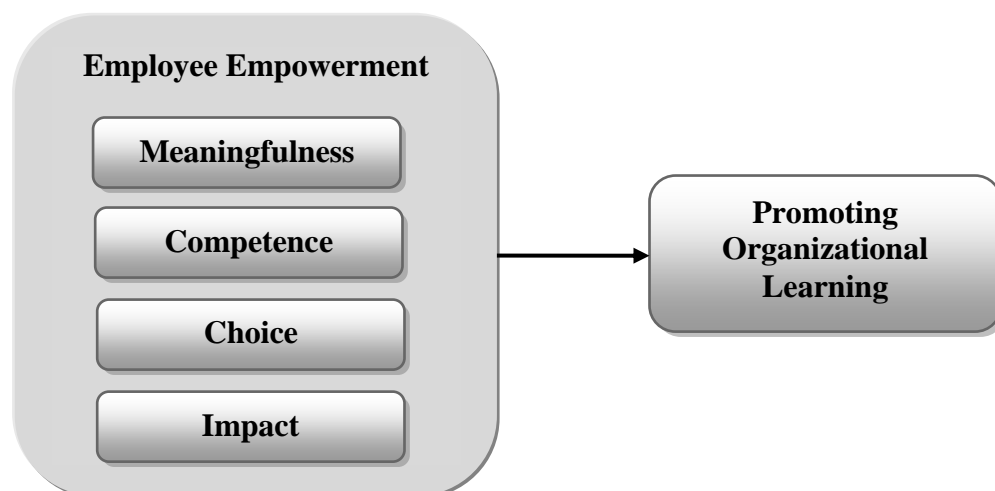 Employee Empowerment
Meaningfulness
Competence
Choice
Impact
Promoting
Organizational
Learning